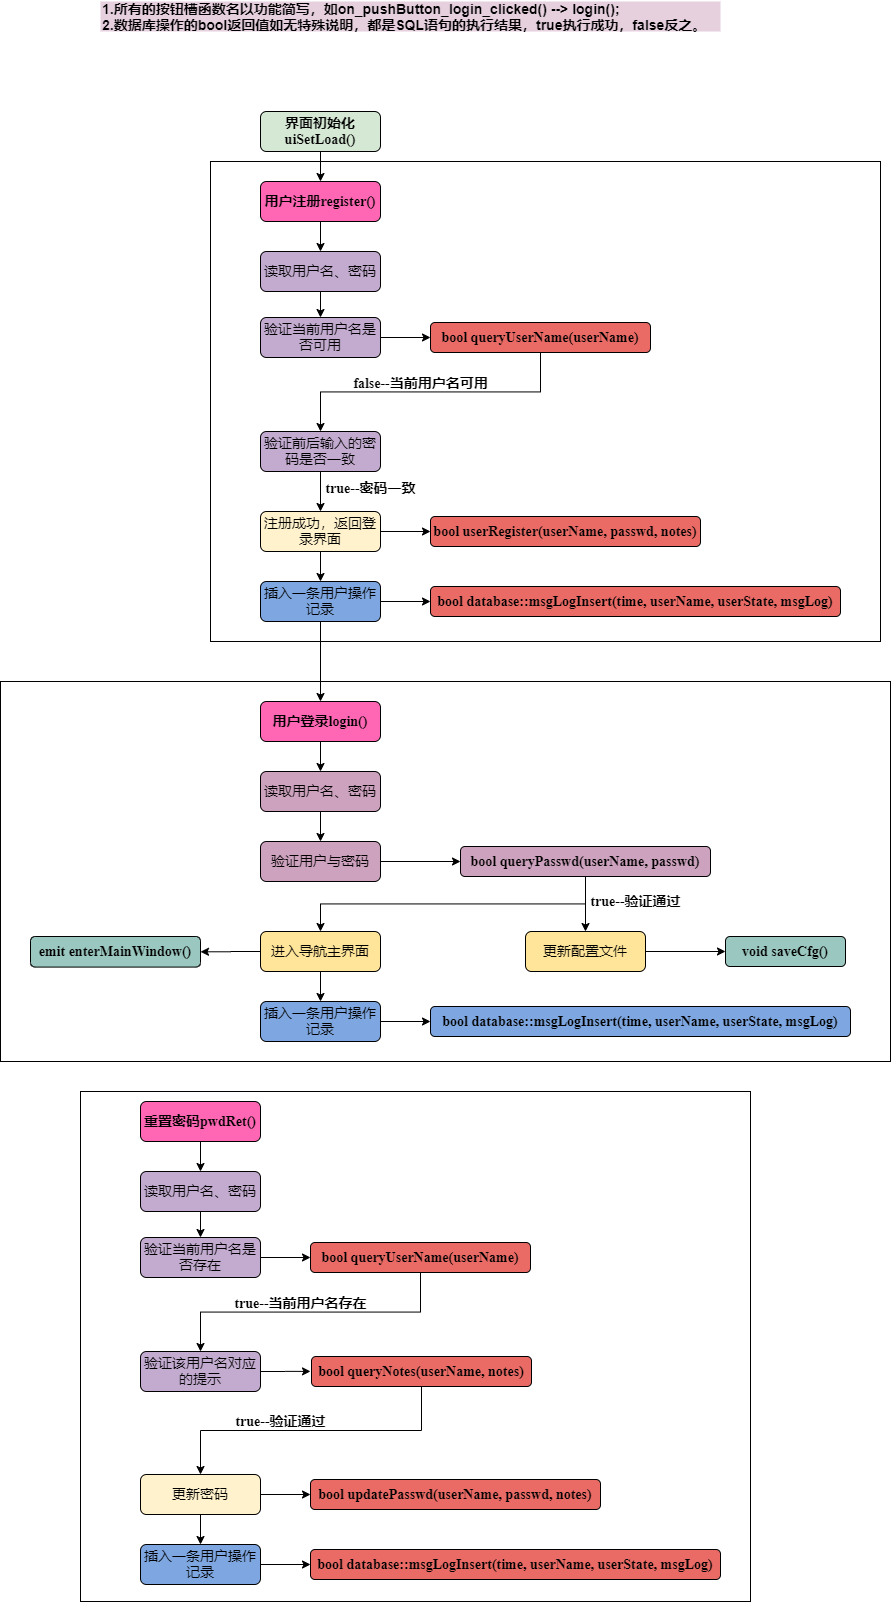 1.所有的按钮槽函数名以功能简写，如on_pushButton_login_clicked() --> login();
2.数据库操作的bool返回值如无特殊说明，都是SQL语句的执行结果，true执行成功，false反之。
界面初始化
uiSetLoad()
用户注册register()
读取用户名、密码
验证当前用户名是
否可用
bool queryUserName(userName)
false--当前用户名可用
验证前后输入的密
码是否一致
true--密码一致
注册成功，返回登
录界面
bool userRegister(userName, passwd, notes)
插入一条用户操作
记录
bool database::msgLogInsert(time, userName, userState, msgLog)
用户登录login()
读取用户名、密码
验证用户与密码
bool queryPasswd(userName, passwd)
true--验证通过
emit enterMainWindow()
进入导航主界面
更新配置文件
void saveCfg()
插入一条用户操作
记录
bool database::msgLogInsert(time, userName, userState, msgLog)
重置密码pwdRet()
读取用户名、密码
验证当前用户名是
否存在
bool queryUserName(userName)
true--当前用户名存在
验证该用户名对应
的提示
bool queryNotes(userName, notes)
true--验证通过
更新密码
bool updatePasswd(userName, passwd, notes)
插入一条用户操作
记录
bool database::msgLogInsert(time, userName, userState, msgLog)